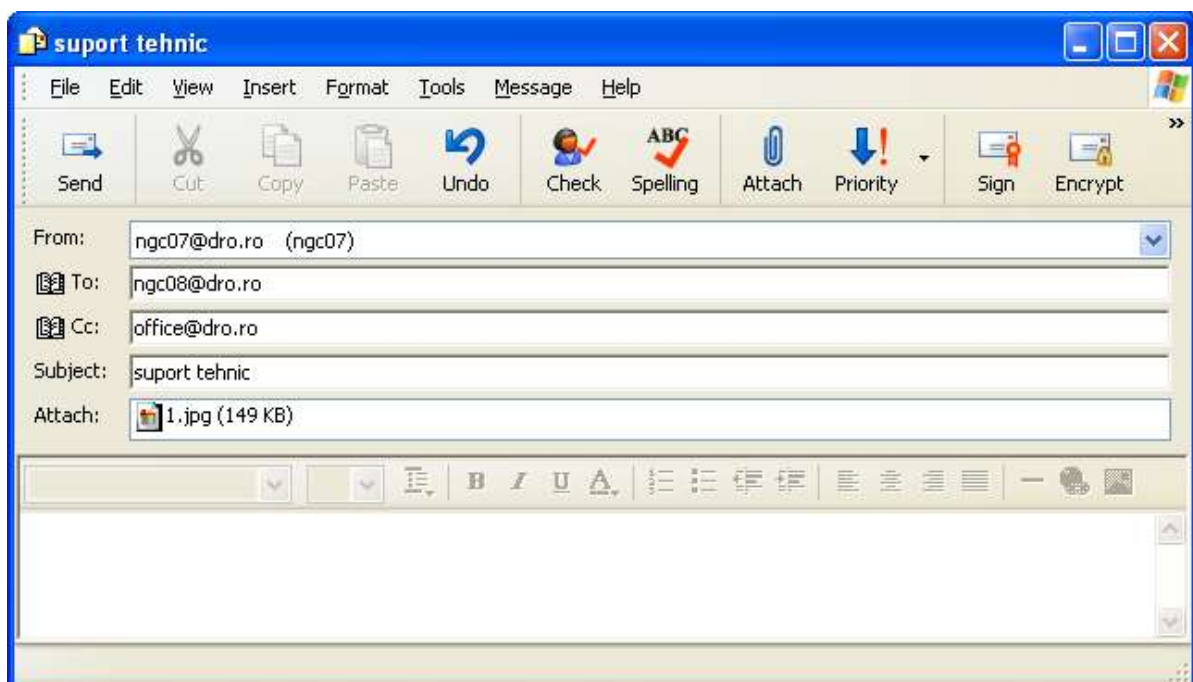 suport tehnic
File Edit View Insert Format Tools Message Help
Send Cut Copy Paste Undo Check ABC Spelling Attach Priority Sign Encrypt
From: ngc07@dro.ro (ngc07)
To: ngc08@dro.ro
Cc: office@dro.ro
Subject: suport tehnic
Attach: 1.jpg (149 KB)
B I U A